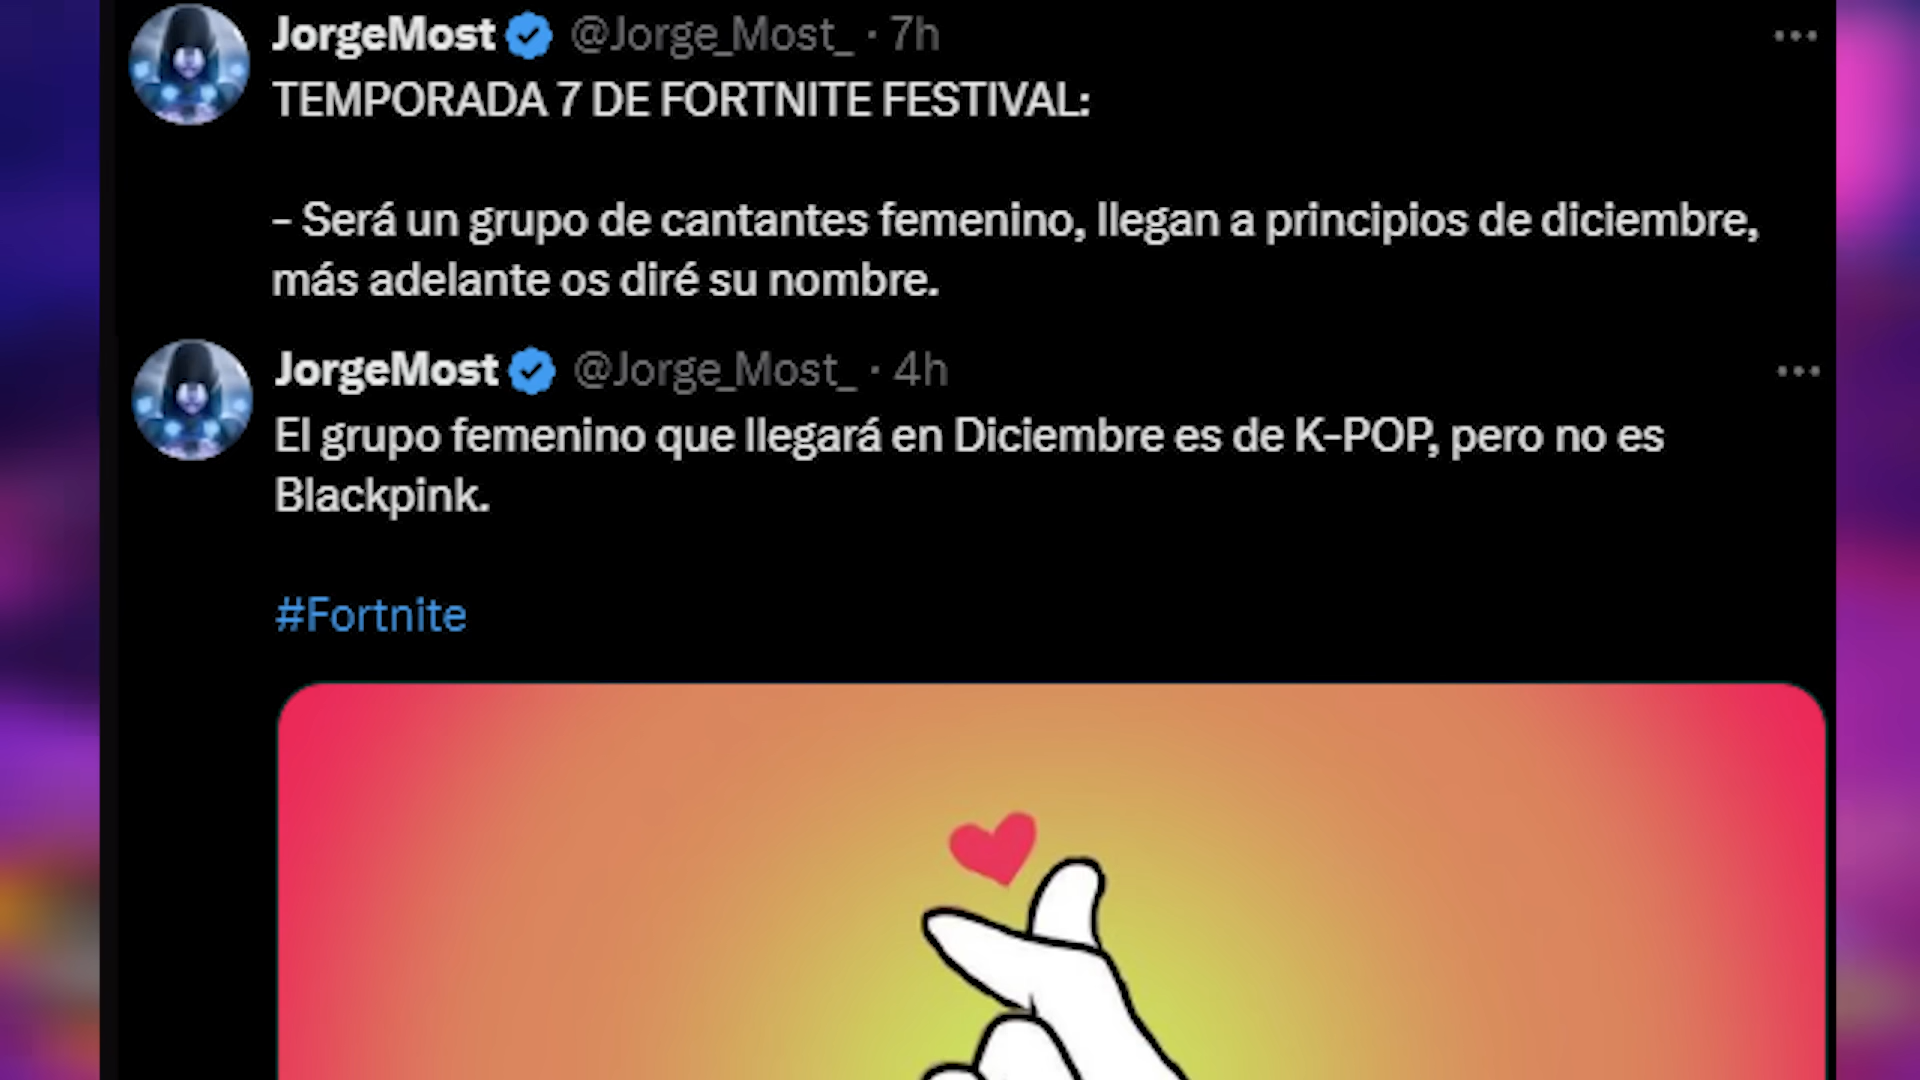 JorgeMost @Jorge_Most_ · 7h
TEMPORADA 7 DE FORTNITE FESTIVAL:
- Será un grupo de cantantes femenino, llegan a principios de diciembre,
más adelante os diré su nombre.
JorgeMost @Jorge_Most_ · 4h
El grupo femenino que llegará en Diciembre es de K-POP, pero no es
Blackpink.
#Fortnite